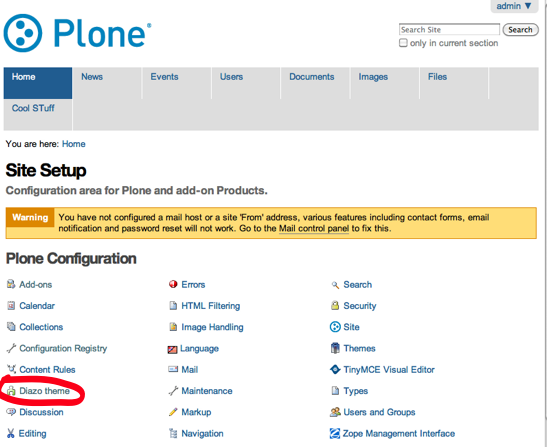 admin ▼
Plone®
Search Site Search
only in current section
Home News Events Users Documents Images Files
Cool STuff
You are here: Home
Site Setup
Configuration area for Plone and add-on Products.
Warning You have not configured a mail host or a site 'From' address, various features including contact forms, email
notification and password reset will not work. Go to the Mail control panel to fix this.
Plone Configuration
Add-ons Errors Search
Calendar HTML Filtering Security
Collections Image Handling Site
Configuration Registry Language Themes
Content Rules Mail TinyMCE Visual Editor
Diazo theme Maintenance Types
Discussion Markup Users and Groups
Editing Navigation Zope Management Interface